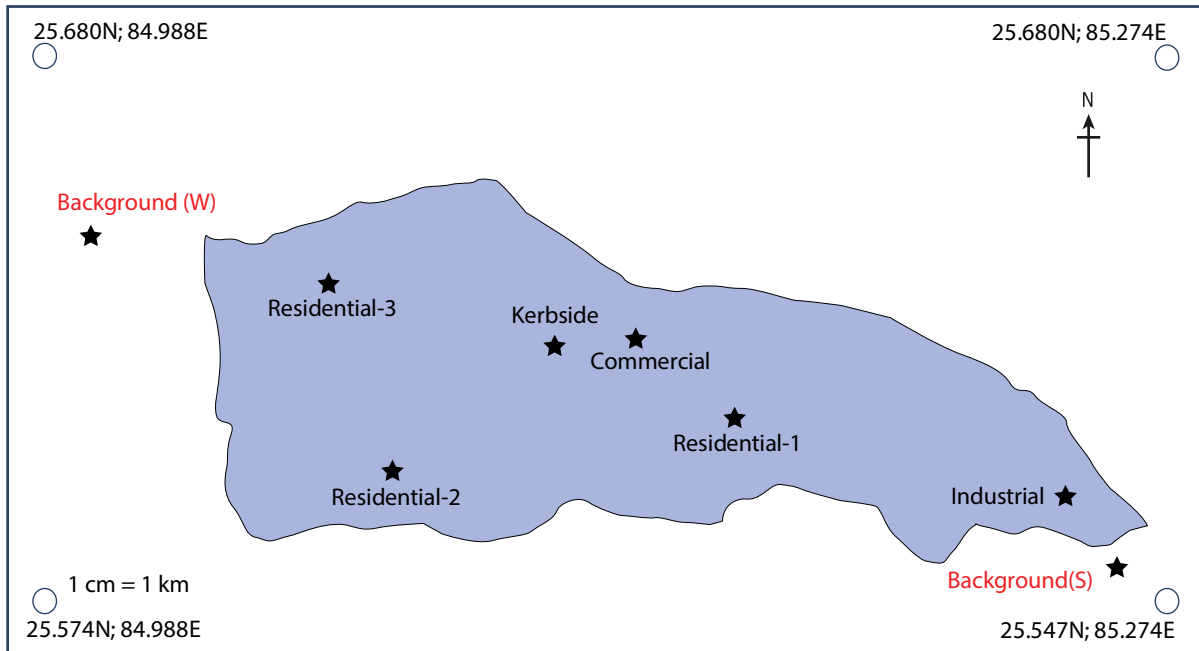 25.680N; 84.988E
25.680N; 85.274E
N
Background (W)
Residential-3
Kerbside
Commercial
Residential-1
Residential-2
Industrial
Background(S)
1 cm = 1 km
25.574N; 84.988E
25.547N; 85.274E